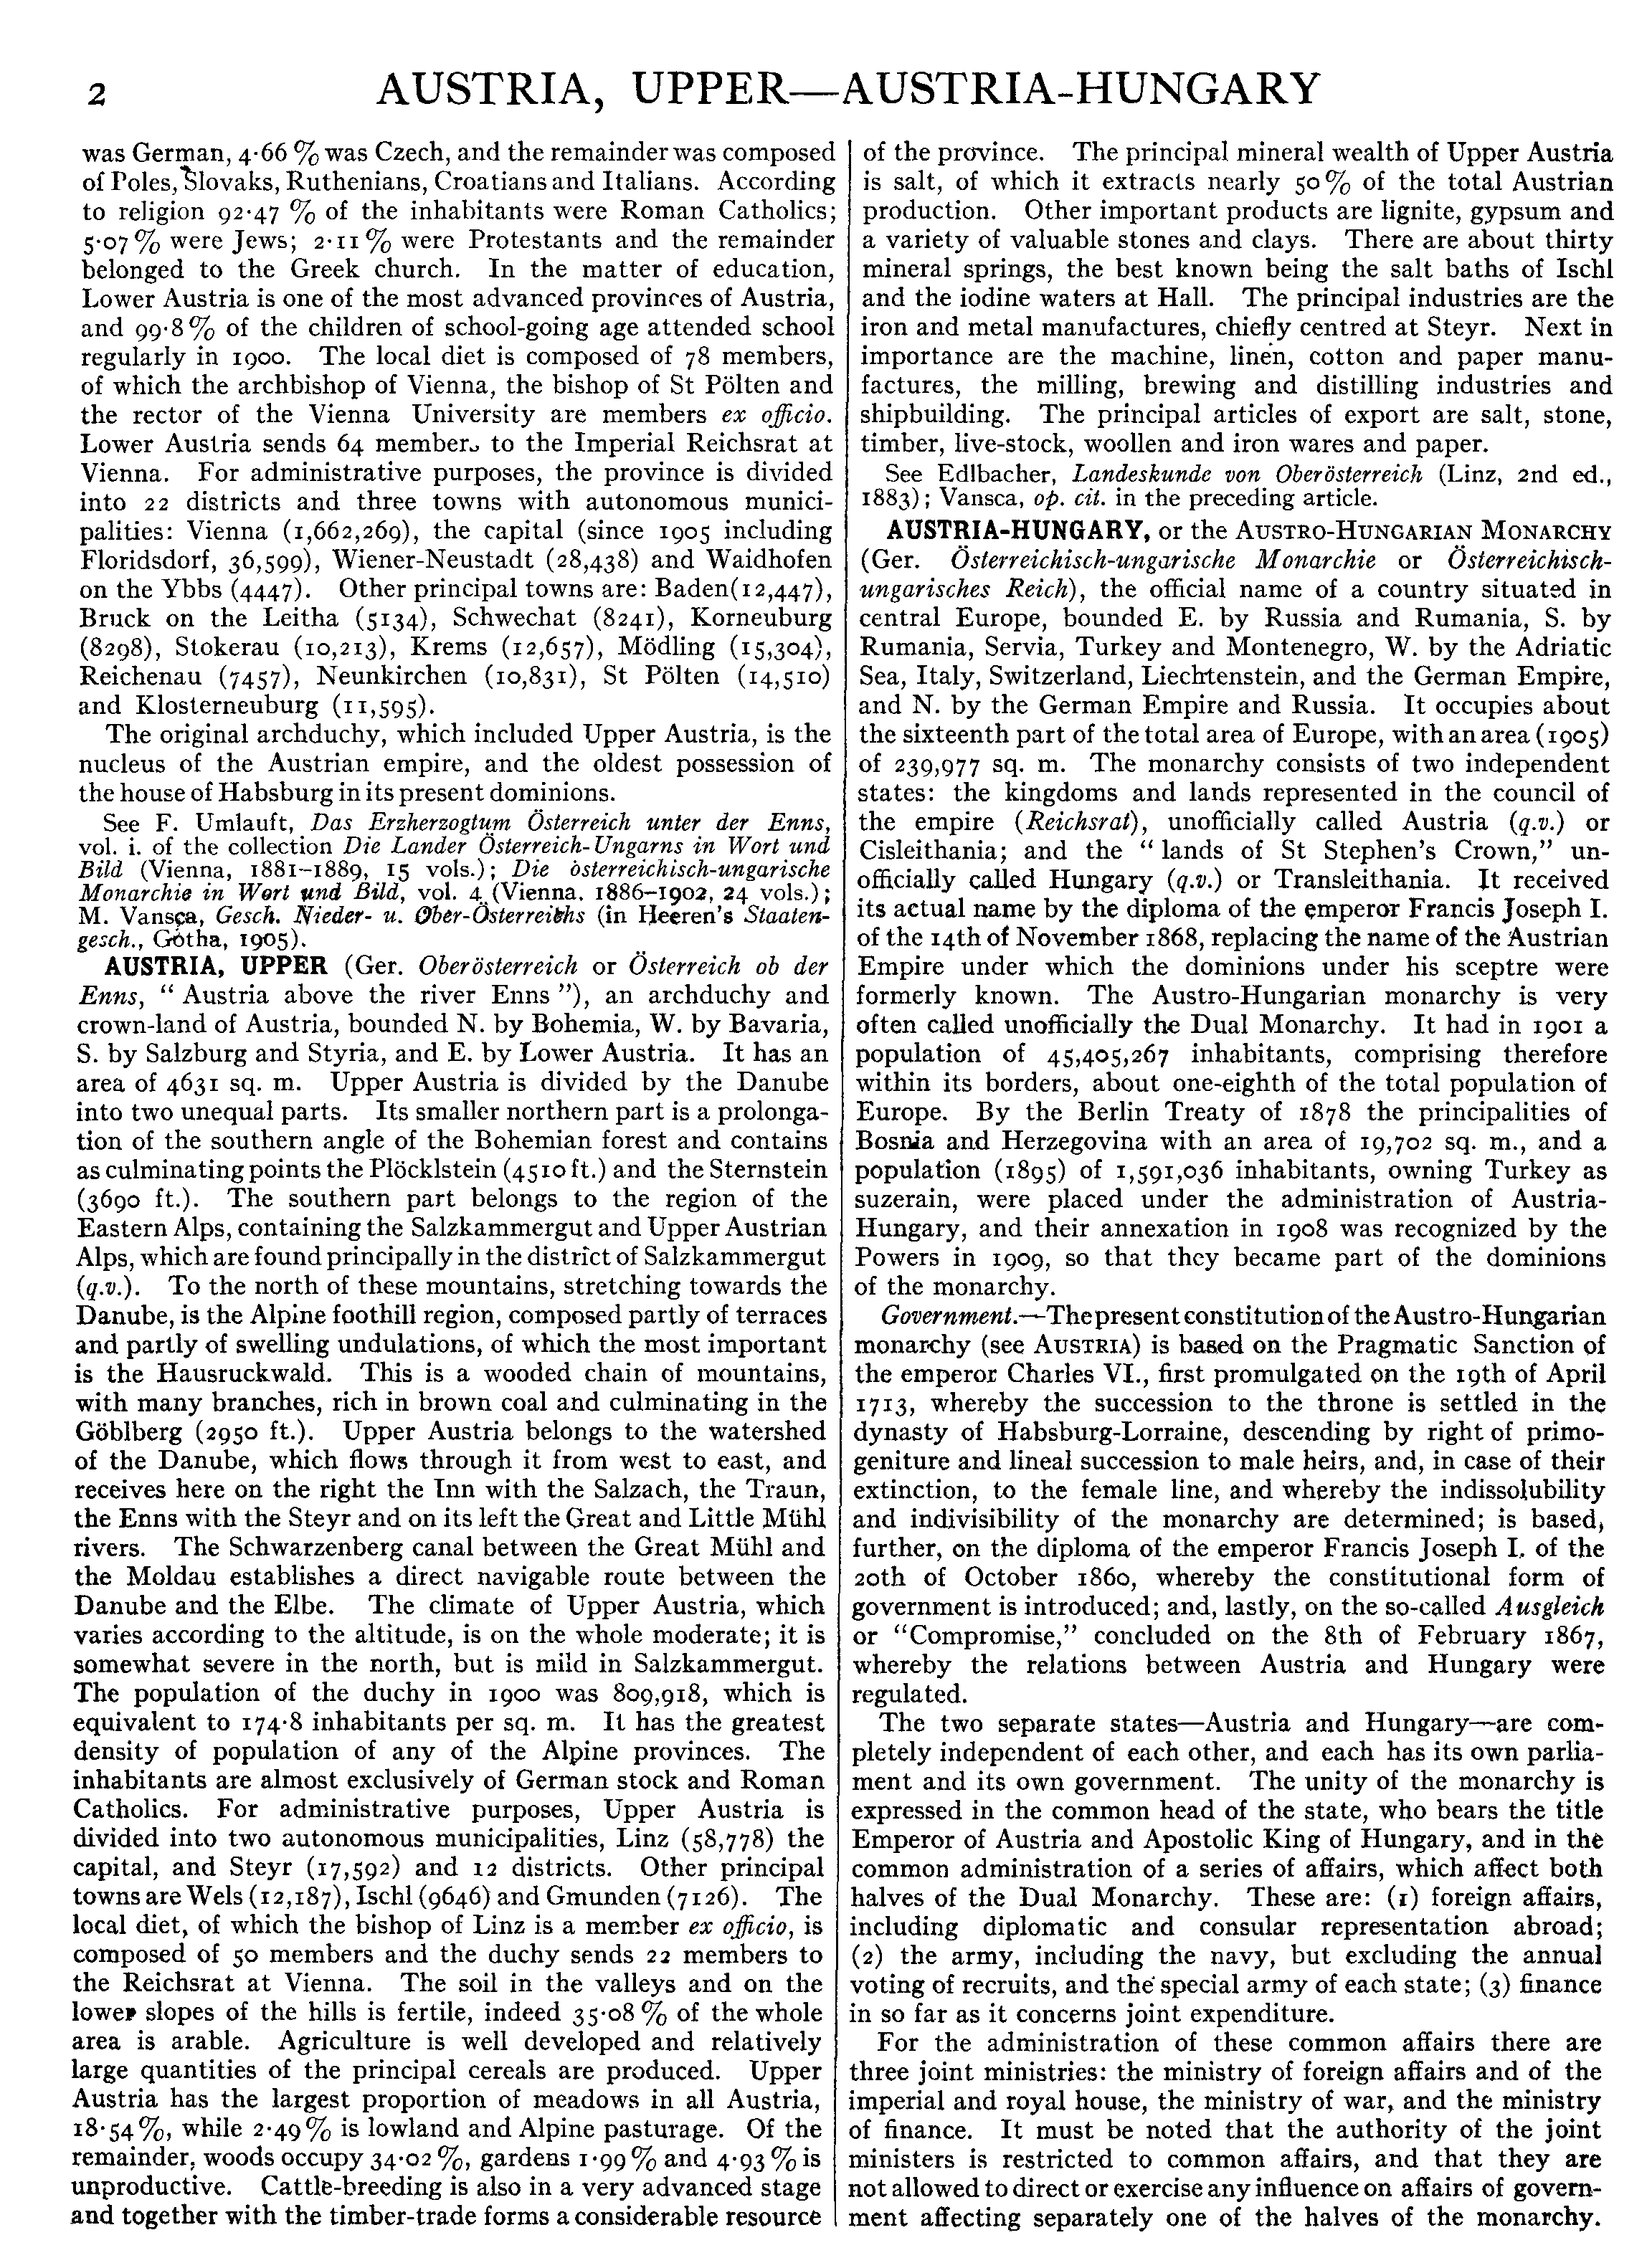 2
AUSTRIA, UPPER—AUSTRIA-HUNGARY
was German, 4·66 % was Czech, and the remainder was composed
of Poles, Slovaks, Ruthenians, Croatians and Italians. According
to religion 92·47 % of the inhabitants were Roman Catholics;
5·07 % were Jews; 2·11 % were Protestants and the remainder
belonged to the Greek church. In the matter of education,
Lower Austria is one of the most advanced provinces of Austria,
and 99·8 % of the children of school-going age attended school
regularly in 1900. The local diet is composed of 78 members,
of which the archbishop of Vienna, the bishop of St Pölten and
the rector of the Vienna University are members ex officio.
Lower Austria sends 64 members to the Imperial Reichsrat at
Vienna. For administrative purposes, the province is divided
into 22 districts and three towns with autonomous munici-
palities: Vienna (1,662,269), the capital (since 1905 including
Floridsdorf, 36,599), Wiener-Neustadt (28,438) and Waidhofen
on the Ybbs (4447). Other principal towns are: Baden(12,447),
Bruck on the Leitha (5134), Schwechat (8241), Korneuburg
(8298), Stokerau (10,213), Krems (12,657), Mödling (15,304),
Reichenau (7457), Neunkirchen (10,831), St Pölten (14,510)
and Klosterneuburg (11,595).
The original archduchy, which included Upper Austria, is the
nucleus of the Austrian empire, and the oldest possession of
the house of Habsburg in its present dominions.
See F. Umlauft, Das Erzherzogtum Österreich unter der Enns,
vol. i. of the collection Die Lander Österreich-Ungarns in Wort und
Bild (Vienna, 1881–1889, 15 vols.); Die österreichisch-ungarische
Monarchie in Wort und Bild, vol. 4 (Vienna. 1886–1902, 24 vols.);
M. Vansca, Gesch. Nieder- u. Ober-Österreichs (in Heeren's Staaten-
gesch., Gotha, 1905).
AUSTRIA, UPPER (Ger. Oberösterreich or Österreich ob der
Enns, " Austria above the river Enns "), an archduchy and
crown-land of Austria, bounded N. by Bohemia, W. by Bavaria,
S. by Salzburg and Styria, and E. by Lower Austria. It has an
area of 4631 sq. m. Upper Austria is divided by the Danube
into two unequal parts. Its smaller northern part is a prolonga-
tion of the southern angle of the Bohemian forest and contains
as culminating points the Plöcklstein (4510 ft.) and the Sternstein
(3690 ft.). The southern part belongs to the region of the
Eastern Alps, containing the Salzkammergut and Upper Austrian
Alps, which are found principally in the district of Salzkammergut
(q.v.). To the north of these mountains, stretching towards the
Danube, is the Alpine foothill region, composed partly of terraces
and partly of swelling undulations, of which the most important
is the Hausruckwald. This is a wooded chain of mountains,
with many branches, rich in brown coal and culminating in the
Göblberg (2950 ft.). Upper Austria belongs to the watershed
of the Danube, which flows through it from west to east, and
receives here on the right the Inn with the Salzach, the Traun,
the Enns with the Steyr and on its left the Great and Little Mühl
rivers. The Schwarzenberg canal between the Great Mühl and
the Moldau establishes a direct navigable route between the
Danube and the Elbe. The climate of Upper Austria, which
varies according to the altitude, is on the whole moderate; it is
somewhat severe in the north, but is mild in Salzkammergut.
The population of the duchy in 1900 was 809,918, which is
equivalent to 174·8 inhabitants per sq. m. It has the greatest
density of population of any of the Alpine provinces. The
inhabitants are almost exclusively of German stock and Roman
Catholics. For administrative purposes, Upper Austria is
divided into two autonomous municipalities, Linz (58,778) the
capital, and Steyr (17,592) and 12 districts. Other principal
towns are Wels (12,187), Ischl (9646) and Gmunden (7126). The
local diet, of which the bishop of Linz is a member ex officio, is
composed of 50 members and the duchy sends 22 members to
the Reichsrat at Vienna. The soil in the valleys and on the
lower slopes of the hills is fertile, indeed 35·08 % of the whole
area is arable. Agriculture is well developed and relatively
large quantities of the principal cereals are produced. Upper
Austria has the largest proportion of meadows in all Austria,
18·54 %, while 2·49 % is lowland and Alpine pasturage. Of the
remainder, woods occupy 34·02 %, gardens 1·99 % and 4·93 % is
unproductive. Cattle-breeding is also in a very advanced stage
and together with the timber-trade forms a considerable resource
of the province. The principal mineral wealth of Upper Austria
is salt, of which it extracts nearly 50 % of the total Austrian
production. Other important products are lignite, gypsum and
a variety of valuable stones and clays. There are about thirty
mineral springs, the best known being the salt baths of Ischl
and the iodine waters at Hall. The principal industries are the
iron and metal manufactures, chiefly centred at Steyr. Next in
importance are the machine, linen, cotton and paper manu-
factures, the milling, brewing and distilling industries and
shipbuilding. The principal articles of export are salt, stone,
timber, live-stock, woollen and iron wares and paper.
See Edlbacher, Landeskunde von Oberösterreich (Linz, 2nd ed.,
1883); Vansca, op. cit. in the preceding article.
AUSTRIA-HUNGARY, or the AUSTRO-HUNGARIAN MONARCHY
(Ger. Österreichisch-ungarische Monarchie or Österreichisch-
ungarisches Reich), the official name of a country situated in
central Europe, bounded E. by Russia and Rumania, S. by
Rumania, Servia, Turkey and Montenegro, W. by the Adriatic
Sea, Italy, Switzerland, Liechtenstein, and the German Empire,
and N. by the German Empire and Russia. It occupies about
the sixteenth part of the total area of Europe, with an area (1905)
of 239,977 sq. m. The monarchy consists of two independent
states: the kingdoms and lands represented in the council of
the empire (Reichsrat), unofficially called Austria (q.v.) or
Cisleithania; and the " lands of St Stephen's Crown," un-
officially called Hungary (q.v.) or Transleithania. It received
its actual name by the diploma of the emperor Francis Joseph I.
of the 14th of November 1868, replacing the name of the Austrian
Empire under which the dominions under his sceptre were
formerly known. The Austro-Hungarian monarchy is very
often called unofficially the Dual Monarchy. It had in 1901 a
population of 45,405,267 inhabitants, comprising therefore
within its borders, about one-eighth of the total population of
Europe. By the Berlin Treaty of 1878 the principalities of
Bosnia and Herzegovina with an area of 19,702 sq. m., and a
population (1895) of 1,591,036 inhabitants, owning Turkey as
suzerain, were placed under the administration of Austria-
Hungary, and their annexation in 1908 was recognized by the
Powers in 1909, so that they became part of the dominions
of the monarchy.
Government.—The present constitution of the Austro-Hungarian
monarchy (see AUSTRIA) is based on the Pragmatic Sanction of
the emperor Charles VI., first promulgated on the 19th of April
1713, whereby the succession to the throne is settled in the
dynasty of Habsburg-Lorraine, descending by right of primo-
geniture and lineal succession to male heirs, and, in case of their
extinction, to the female line, and whereby the indissolubility
and indivisibility of the monarchy are determined; is based,
further, on the diploma of the emperor Francis Joseph I. of the
20th of October 1860, whereby the constitutional form of
government is introduced; and, lastly, on the so-called Ausgleich
or "Compromise," concluded on the 8th of February 1867,
whereby the relations between Austria and Hungary were
regulated.
The two separate states—Austria and Hungary—are com-
pletely independent of each other, and each has its own parlia-
ment and its own government. The unity of the monarchy is
expressed in the common head of the state, who bears the title
Emperor of Austria and Apostolic King of Hungary, and in the
common administration of a series of affairs, which affect both
halves of the Dual Monarchy. These are: (1) foreign affairs,
including diplomatic and consular representation abroad;
(2) the army, including the navy, but excluding the annual
voting of recruits, and the special army of each state; (3) finance
in so far as it concerns joint expenditure.
For the administration of these common affairs there are
three joint ministries: the ministry of foreign affairs and of the
imperial and royal house, the ministry of war, and the ministry
of finance. It must be noted that the authority of the joint
ministers is restricted to common affairs, and that they are
not allowed to direct or exercise any influence on affairs of govern-
ment affecting separately one of the halves of the monarchy.